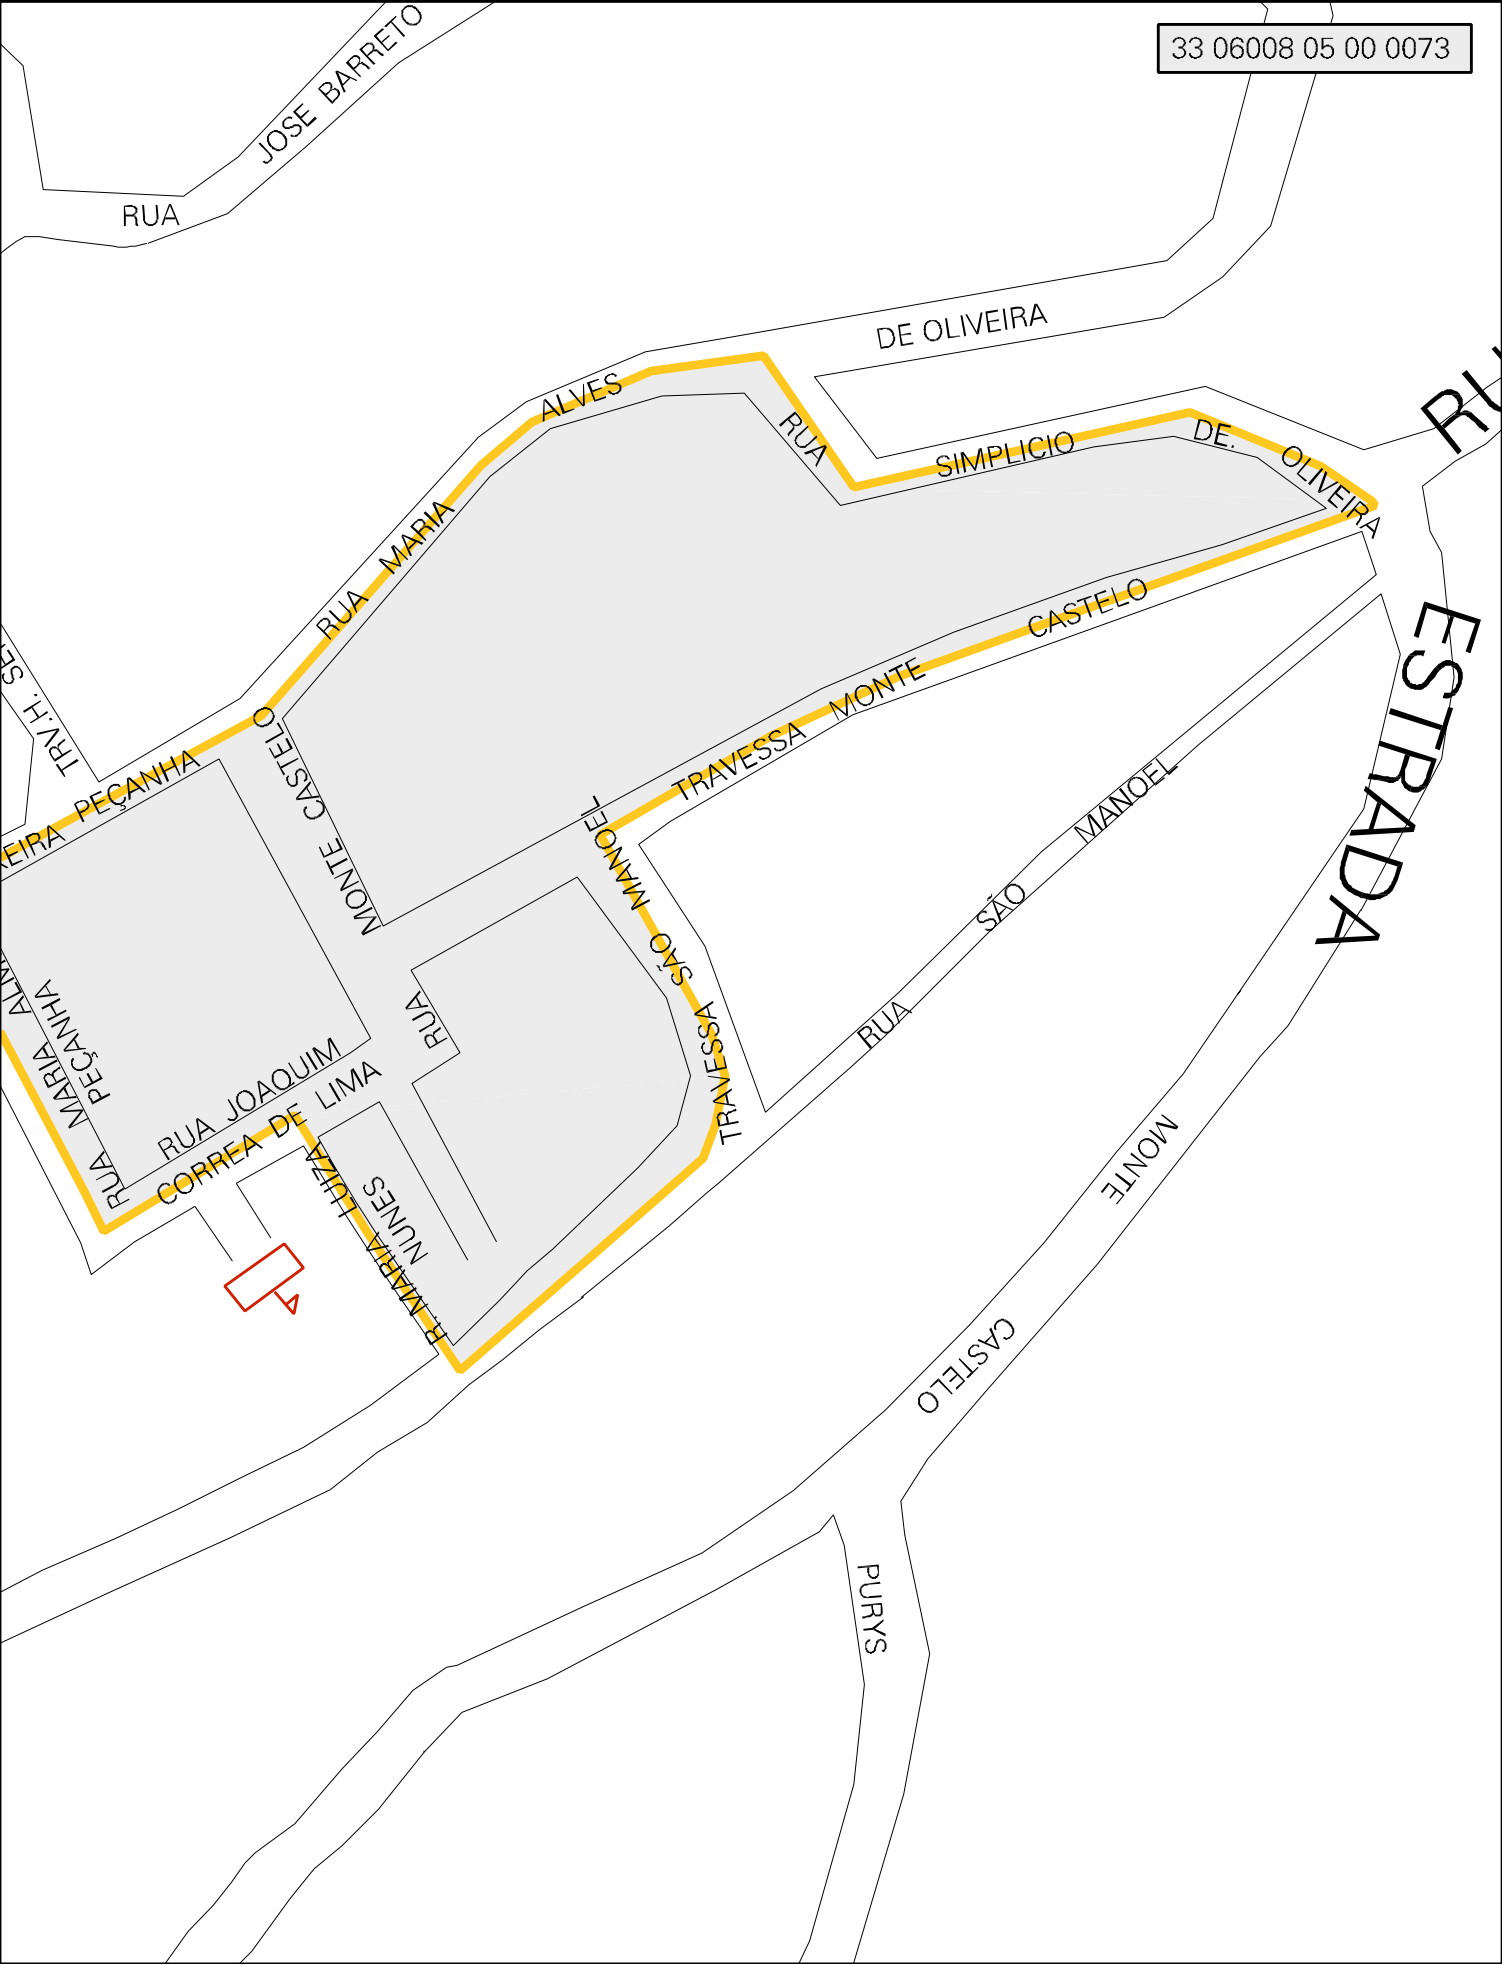 33 06008 05 00 0073
JOSE BARRETO
RUA
DE OLIVEIRA
ALVES
RUA
SIMPLICIO
DE.
OLIVEIRA
MARIA
RUA
CASTELO
MONTE
TRAVESSA
ESTRADA
TRV.H.
PEÇANHA
MONTE CASTELO
SÃO MANOEL
TRAVESSA
RUA
SÃO
MANOEL
RUA
MARIA
PEÇANHA
RUA
RUA JOAQUIM
CORREA DE LIMA
R. MARIA LUIZA
NUNES
MONTE
CASTELO
PURYS